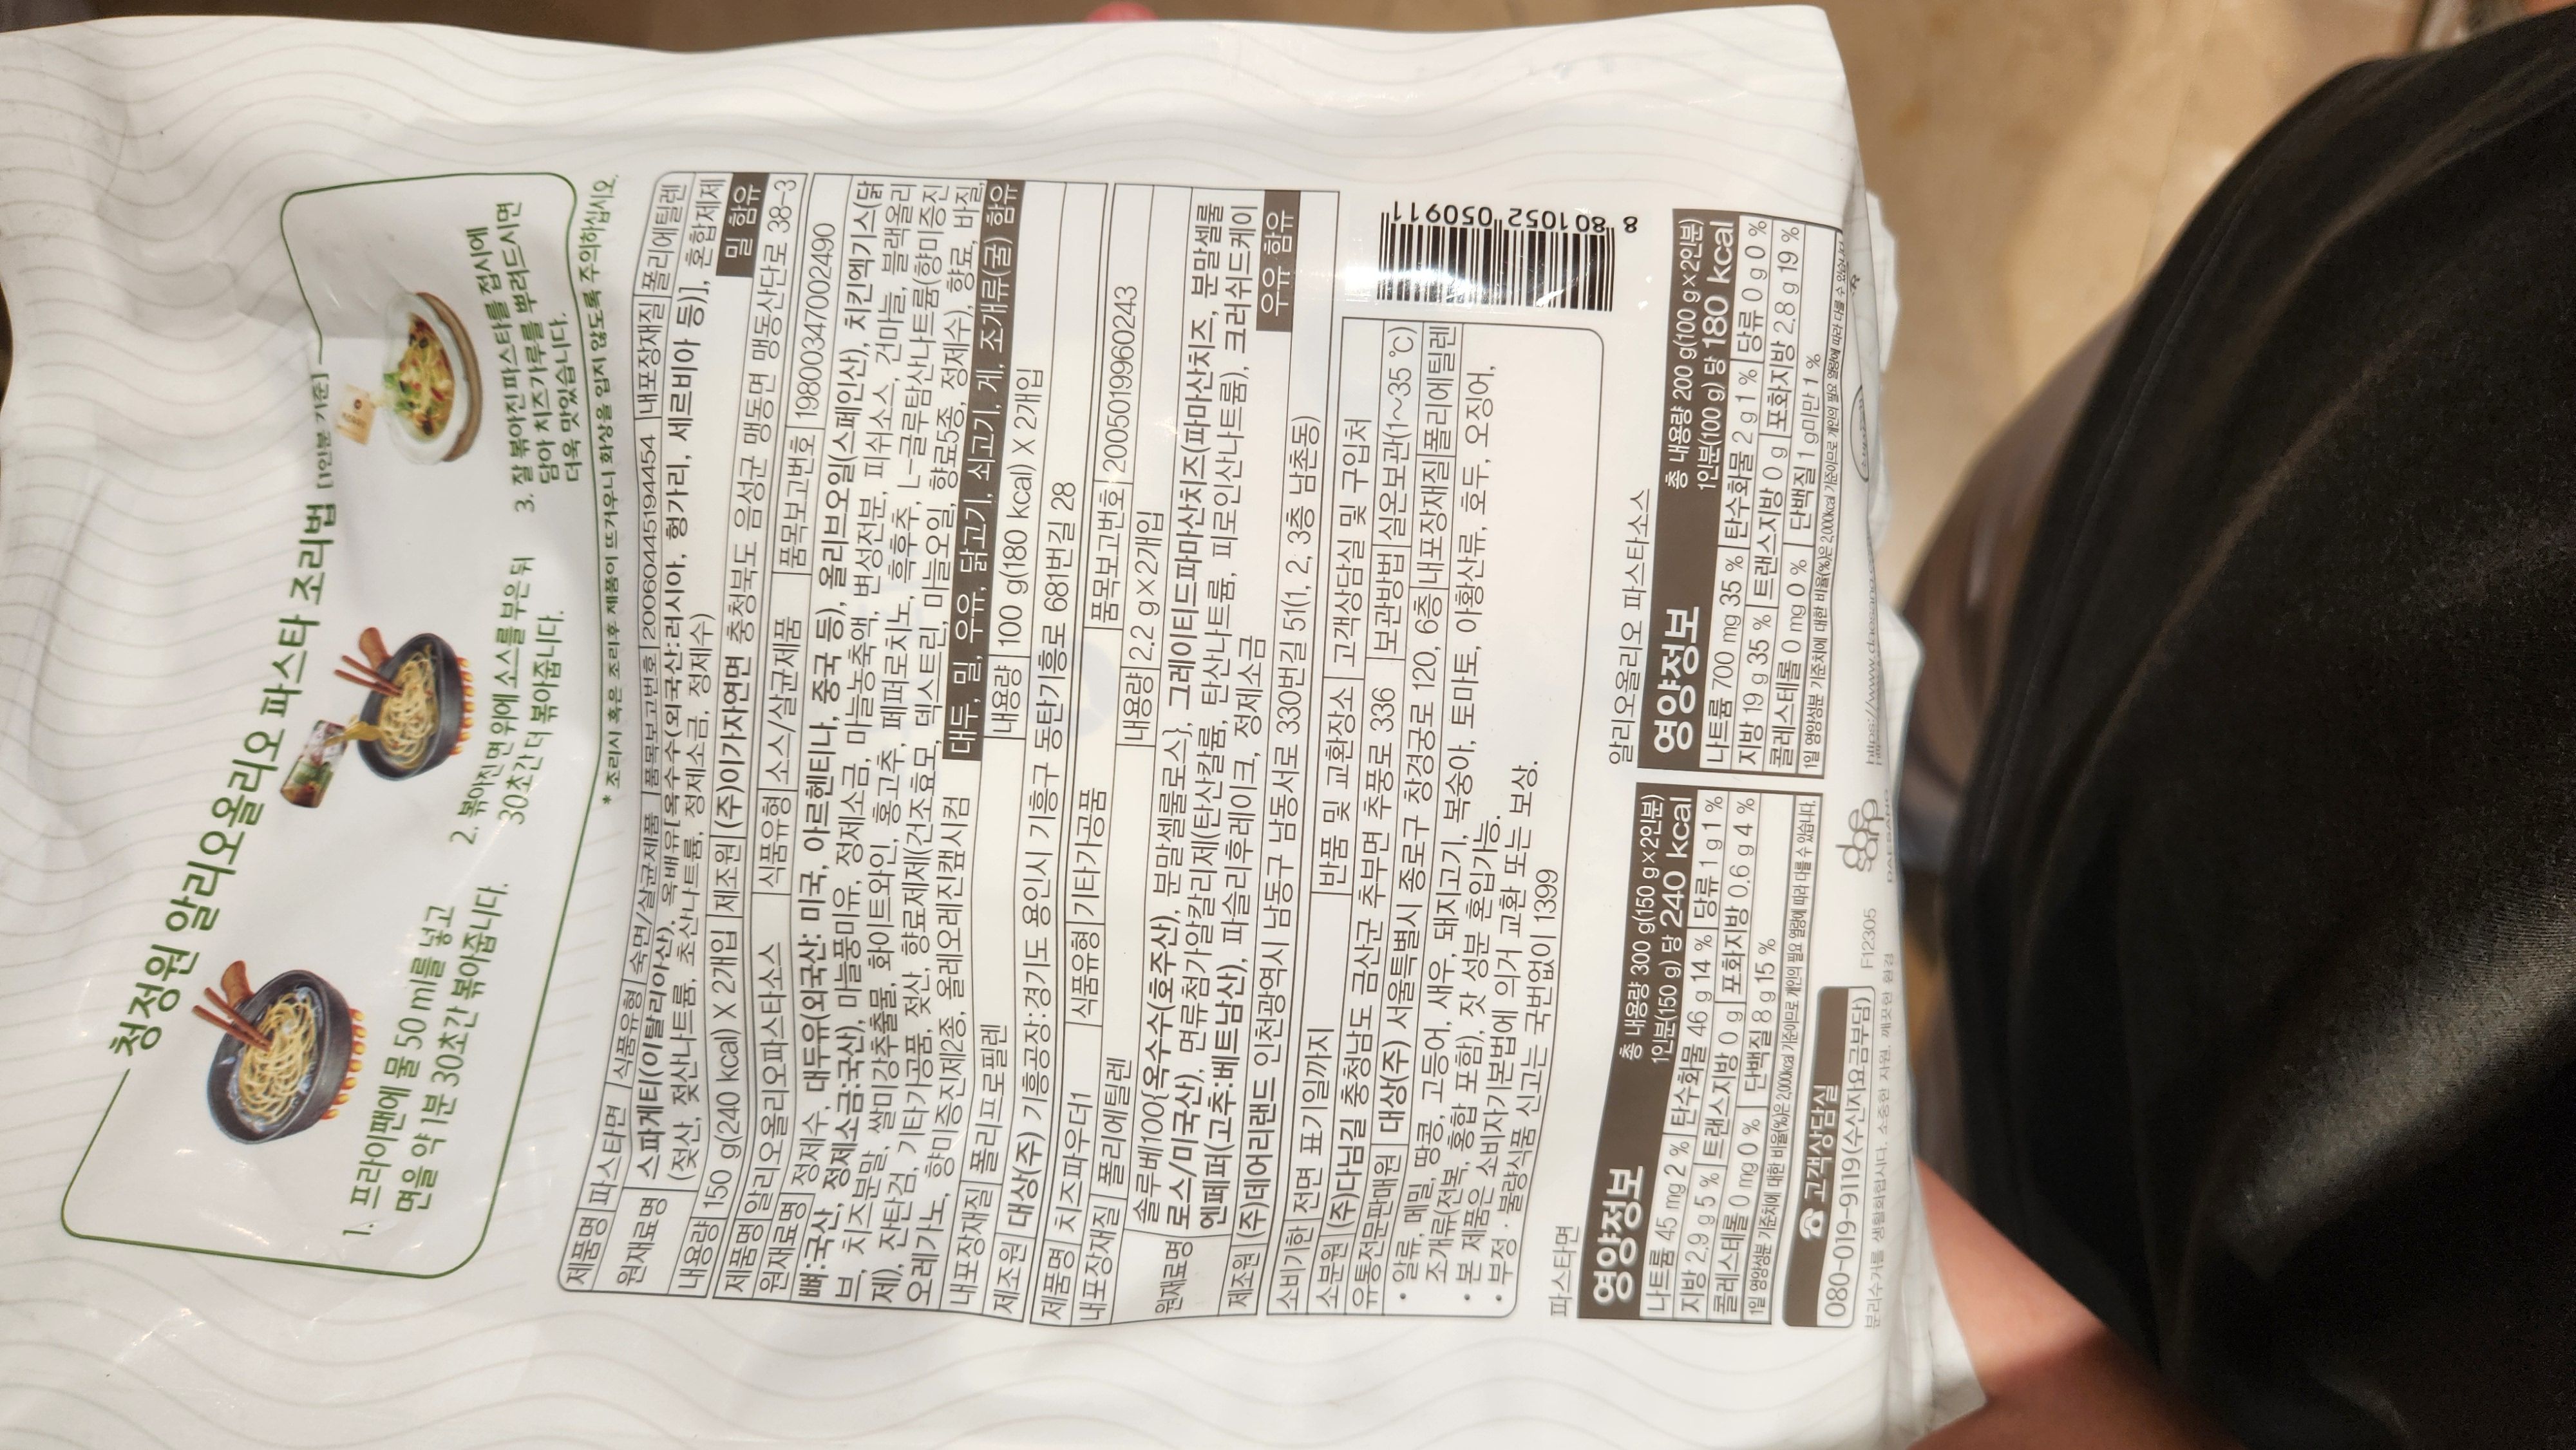 청정원 알리오올리오 파스타 조리법 [1인분 기준]
1. 프라이팬에 물 50 ml를 넣고
면을 약 1분 30초간 볶아줍니다.
2. 볶아진 면 위에 소스를 부은 뒤
30초간 더 볶아줍니다.
3. 잘 볶아진 파스타를 접시에
담아 치즈가루를 뿌려드시면
더욱 맛있습니다.
* 조리시 혹은 조리후 제품이 뜨거우니 화상을 입지 않도록 주의하십시오.
제품명 파스타면 식품유형 숙면/살균제품 품목보고번호 20060445194454 내포장재질 폴리에틸렌
원재료명 스파게티(이탈리아산), 옥배유[옥수수(외국산:러시아, 헝가리, 세르비아 등)], 혼합제제
(젖산, 젖산나트륨, 초산나트륨, 정제소금, 정제수) 밀 함유
내용량 150 g(240 kcal) X 2개입 제조원 (주)이가자연면 충청북도 음성군 맹동면 맹동산단로 38-3
제품명 알리오올리오파스타소스 식품유형 소스/살균제품 품목보고번호 19800347002490
원재료명 정제수, 대두유(외국산: 미국, 아르헨티나, 중국 등), 올리브오일(스페인산), 치킨엑기스(닭
뼈:국산, 정제소금:국산), 마늘풍미유, 정제소금, 마늘농축액, 변성전분, 피쉬소스, 건마늘, 블랙올리
브, 치즈분말, 쌀미강추출물, 화이트와인, 홍고추, 페퍼로치노, 흑후추, L-글루탐산나트륨(향미증진
제), 잔탄검, 기타가공품, 젖산, 향료제제(건조효모, 덱스트린, 마늘오일, 향료5종, 정제수), 향료, 바질,
오레가노, 향미증진제2종, 올레오레진캪시컴 대두, 밀, 우유, 닭고기, 쇠고기, 게, 조개류(굴) 함유
내포장재질 폴리프로필렌 내용량 100 g(180 kcal) X 2개입
제조원 대상(주) 기흥공장:경기도 용인시 기흥구 동탄기흥로 681번길 28
제품명 치즈파우더1 식품유형 기타가공품 품목보고번호 2005019960243
내포장재질 폴리에틸렌 내용량 2.2 g×2개입
원재료명 솔루베100{옥수수(호주산), 분말셀룰로스}, 그레이티드파마산치즈(파마산치즈, 분말셀룰
로스/미국산), 면류첨가알칼리제(탄산칼륨, 탄산나트륨, 피로인산나트륨), 크러쉬드케이
엔페퍼(고추:베트남산), 파슬리후레이크, 정제소금 우유 함유
제조원 (주)데어리랜드 인천광역시 남동구 남동서로 330번길 51(1, 2, 3층 남촌동)
소비기한 전면 표기일까지 반품 및 교환장소 고객상담실 및 구입처
소분원 (주)다님길 충청남도 금산군 추부면 추풍로 336 보관방법 실온보관(1~35 ℃)
유통전문판매원 대상(주) 서울특별시 종로구 창경궁로 120, 6층 내포장재질 폴리에틸렌
• 알류, 메밀, 땅콩, 고등어, 새우, 돼지고기, 복숭아, 토마토, 아황산류, 호두, 오징어,
조개류(전복, 홍합 포함), 잣 성분 혼입가능.
• 본 제품은 소비자기본법에 의거 교환 또는 보상.
• 부정·불량식품 신고는 국번없이 1399
8 801052 050911
파스타면
영양정보 총 내용량 300 g(150 g×2인분)
1인분(150 g) 당 240 kcal
나트륨 45 mg 2 % 탄수화물 46 g 14 % 당류 1 g 1 %
지방 2.9 g 5 % 트랜스지방 0 g 포화지방 0.6 g 4 %
콜레스테롤 0 mg 0 % 단백질 8 g 15 %
1일 영양성분 기준치에 대한 비율(%)은 2,000kcal 기준이므로 개인의 필요 열량에 따라 다를 수 있습니다.
알리오올리오 파스타소스
영양정보 총 내용량 200 g(100 g×2인분)
1인분(100 g) 당 180 kcal
나트륨 700 mg 35 % 탄수화물 2 g 1 % 당류 0 g 0 %
지방 19 g 35 % 트랜스지방 0 g 포화지방 2.8 g 19 %
콜레스테롤 0 mg 0 % 단백질 1 g미만 1 %
1일 영양성분 기준치에 대한 비율(%)은 2,000kcal 기준이므로 개인의 필요 열량에 따라 다를 수 있습니다.
고객상담실
080-019-9119(수신자요금부담)
F12305
분리수거를 생활화합시다. 소중한 자원, 깨끗한 환경
DAESANG
https://www.daesang